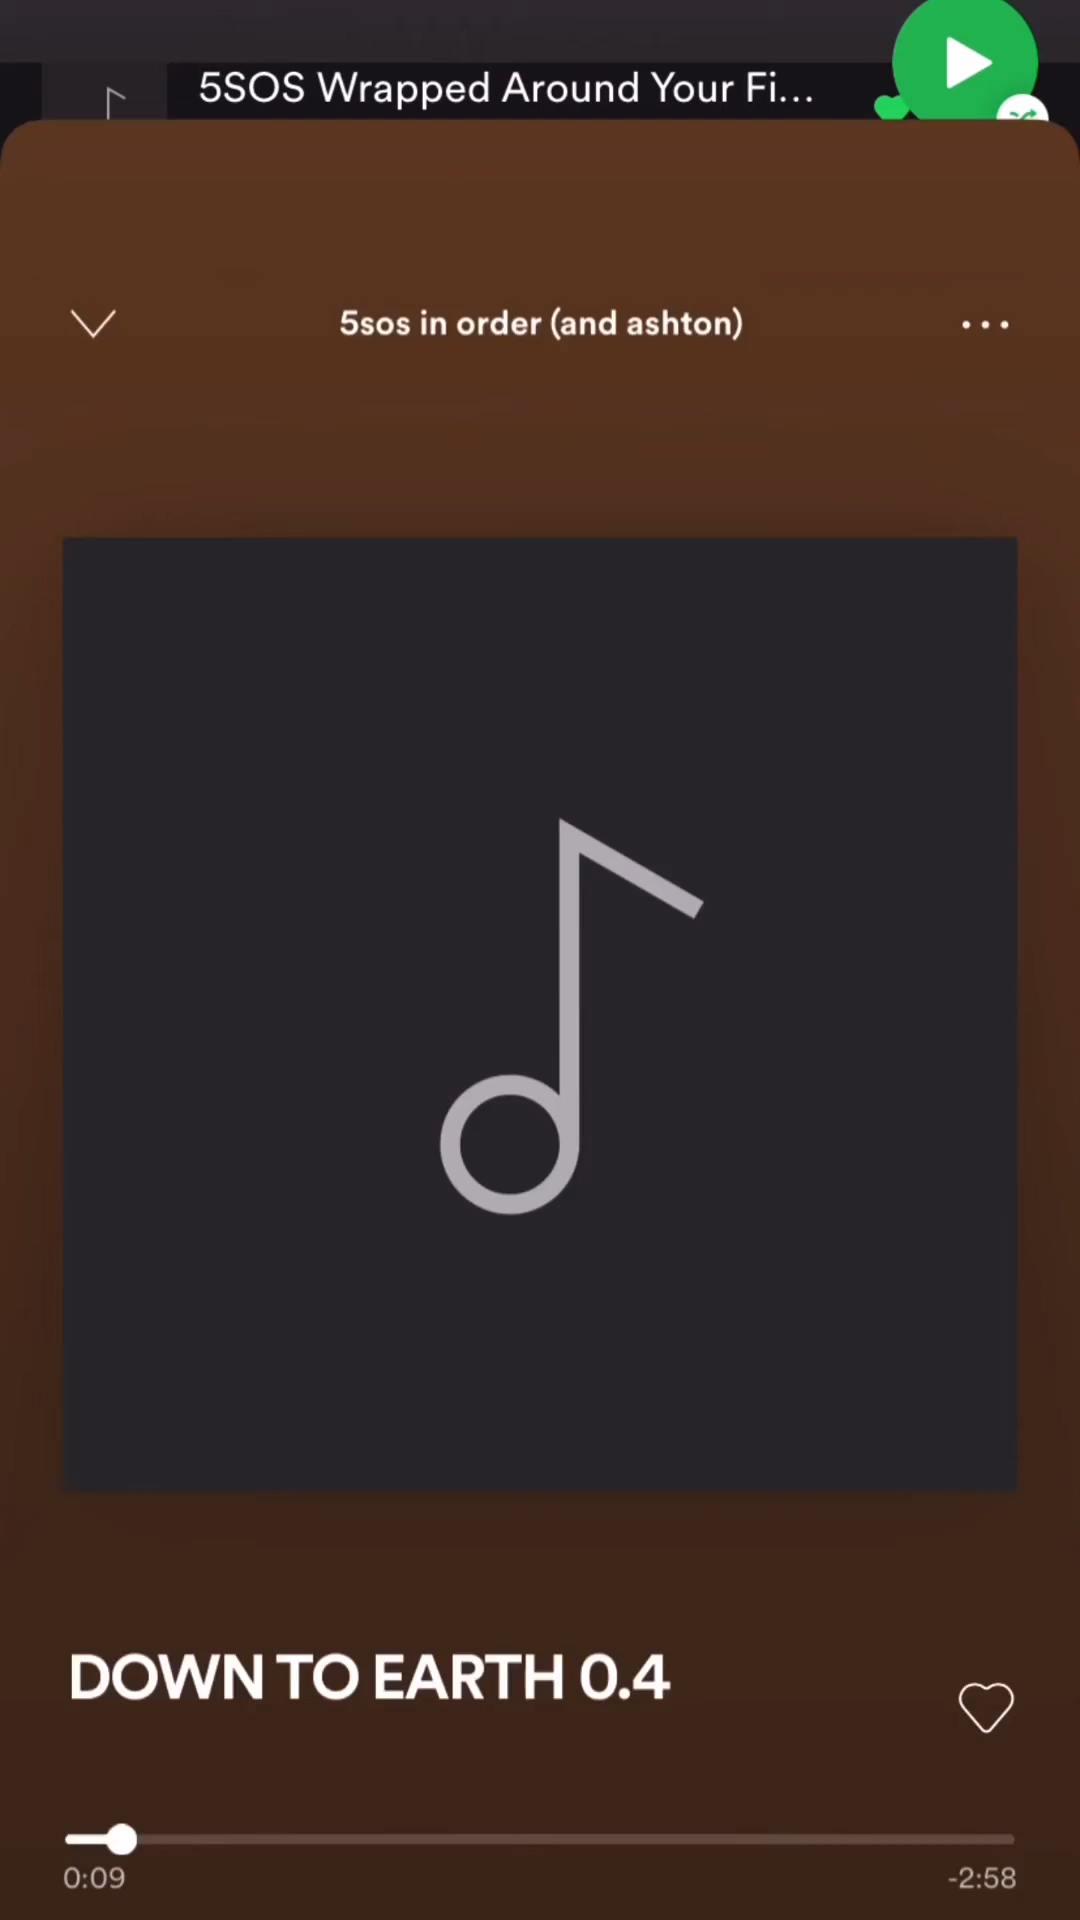 5SOS Wrapped Around Your Fi...
5sos in order (and ashton)
DOWN TO EARTH 0.4
0:09
-2:58